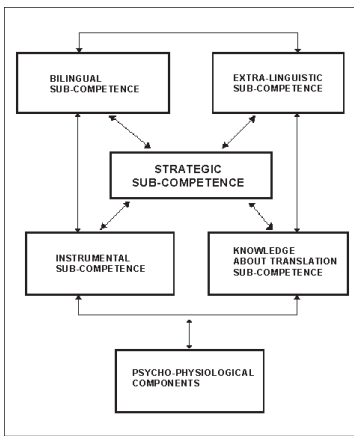 BILINGUAL
SUB-COMPETENCE
EXTRA-LINGUISTIC
SUB-COMPETENCE
STRATEGIC
SUB-COMPETENCE
INSTRUMENTAL
SUB-COMPETENCE
KNOWLEDGE
ABOUT TRANSLATION
SUB-COMPETENCE
PSYCHO-PHYSIOLOGICAL
COMPONENTS